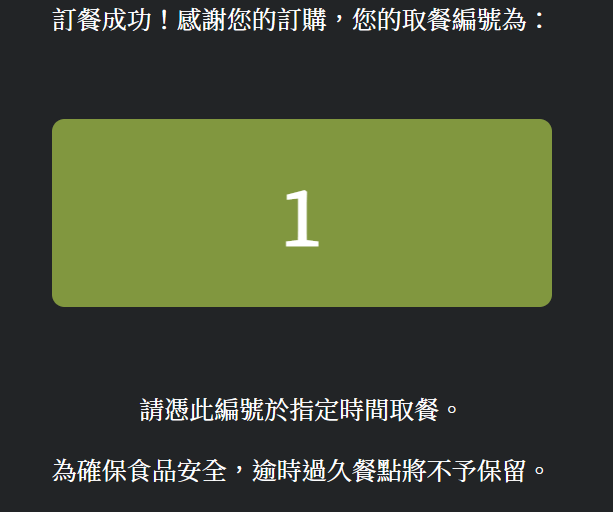 訂餐成功！感謝您的訂購，您的取餐編號為：
1
請憑此編號於指定時間取餐。
為確保食品安全，逾時過久餐點將不予保留。